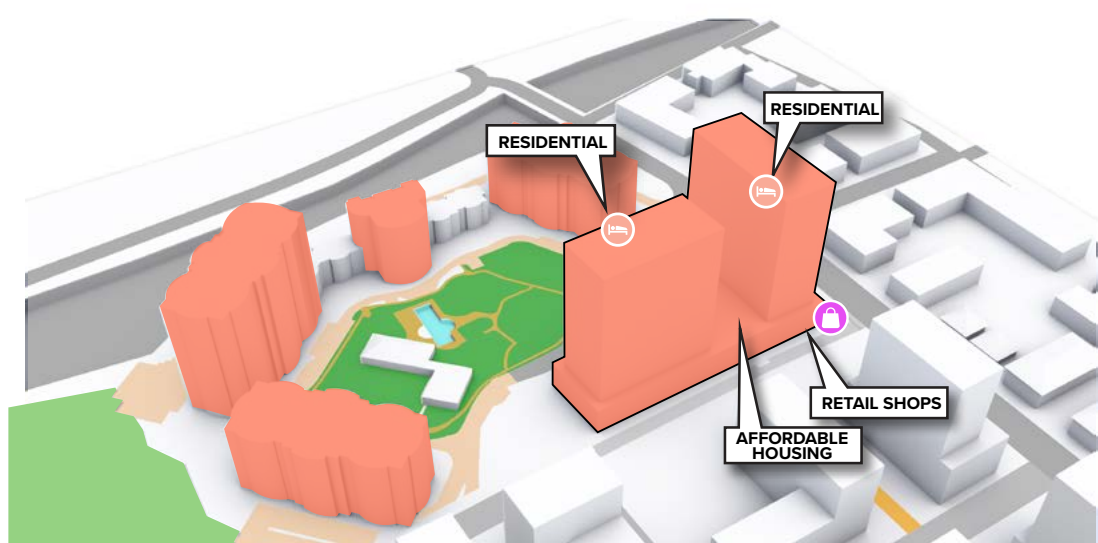 RESIDENTIAL
RESIDENTIAL
RETAIL SHOPS
AFFORDABLE
HOUSING